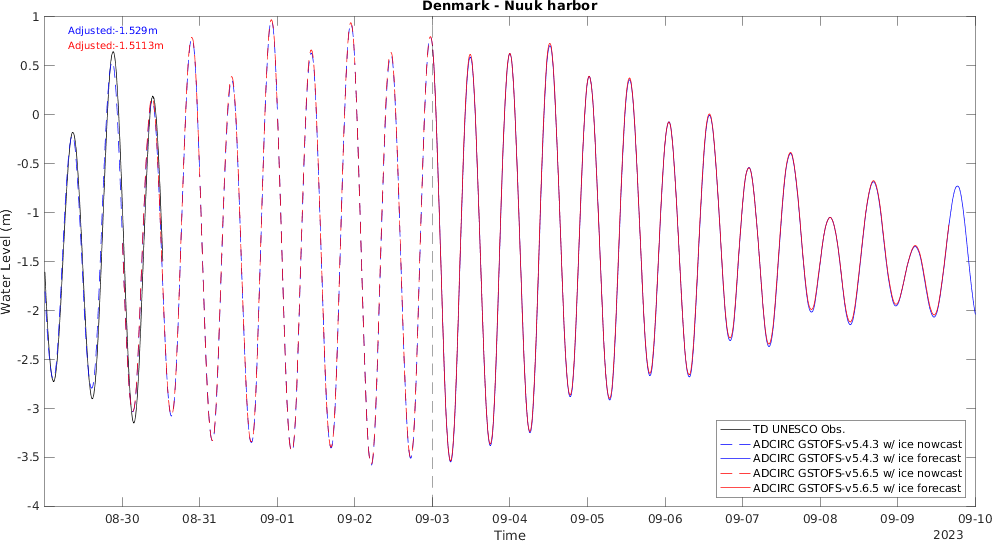 Denmark - Nuuk harbor
Adjusted:-1.529m
Adjusted:-1.5113m
1
0.5
0
-0.5
-1
-1.5
-2
-2.5
-3
-3.5
-4
Water Level (m)
TD UNESCO Obs.
ADCIRC GSTOFS-v5.4.3 w/ ice nowcast
ADCIRC GSTOFS-v5.4.3 w/ ice forecast
ADCIRC GSTOFS-v5.6.5 w/ ice nowcast
ADCIRC GSTOFS-v5.6.5 w/ ice forecast
08-30 08-31 09-01 09-02 09-03 09-04 09-05 09-06 09-07 09-08 09-09 09-10
Time
2023